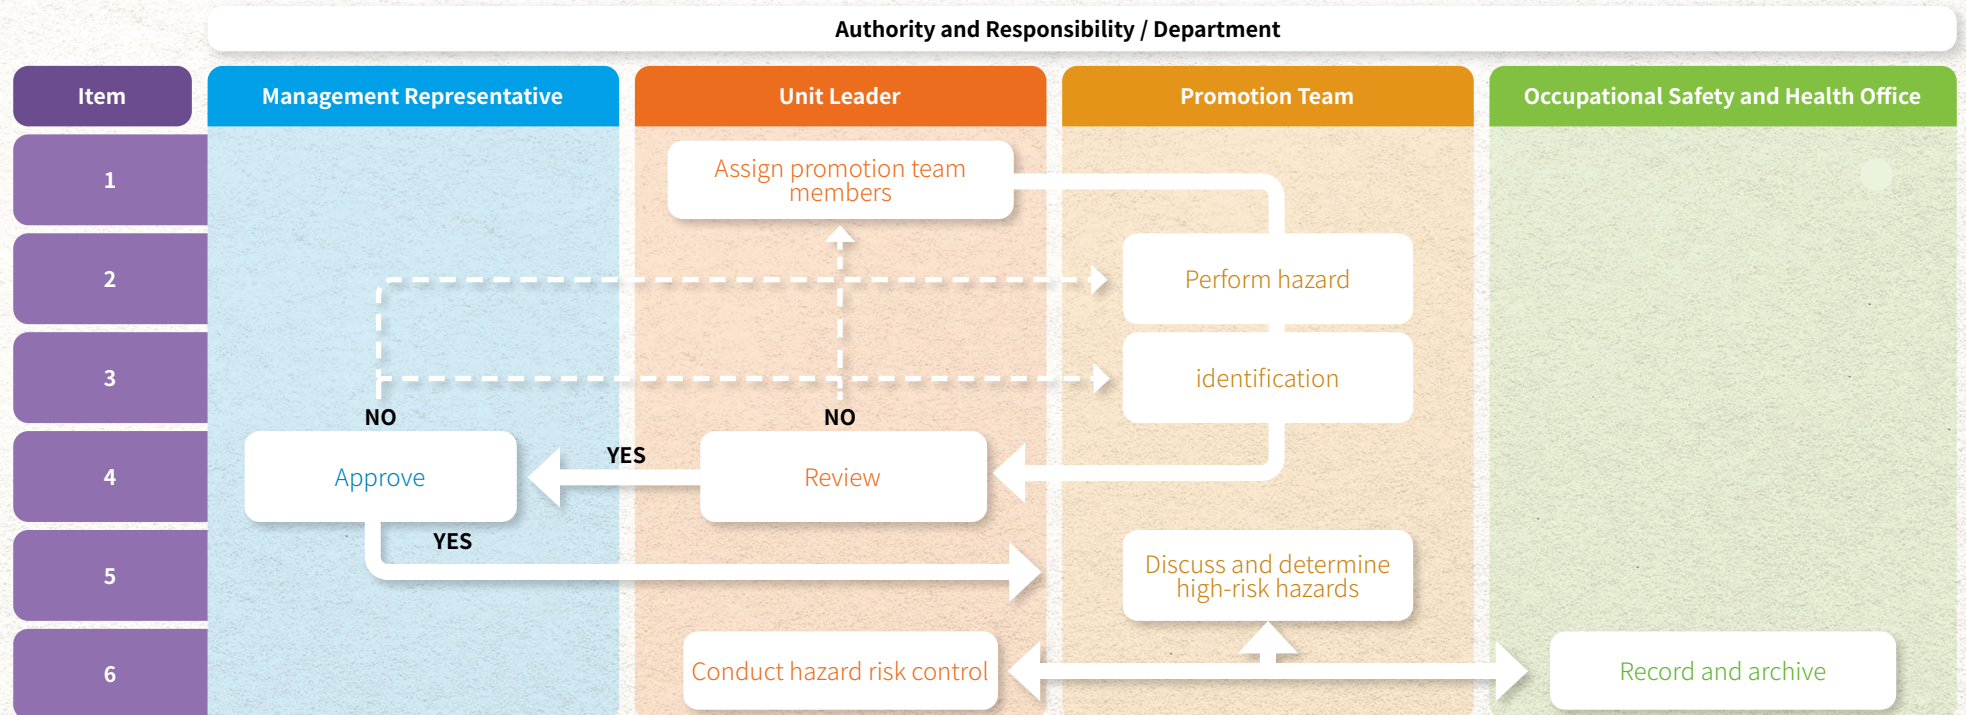 Authority and Responsibility / Department
Item
Management Representative
Unit Leader
Promotion Team
Occupational Safety and Health Office
1
Assign promotion team
members
2
Perform hazard
3
identification
NO
NO
4
Approve
YES
Review
YES
5
Discuss and determine
high-risk hazards
6
Conduct hazard risk control
Record and archive